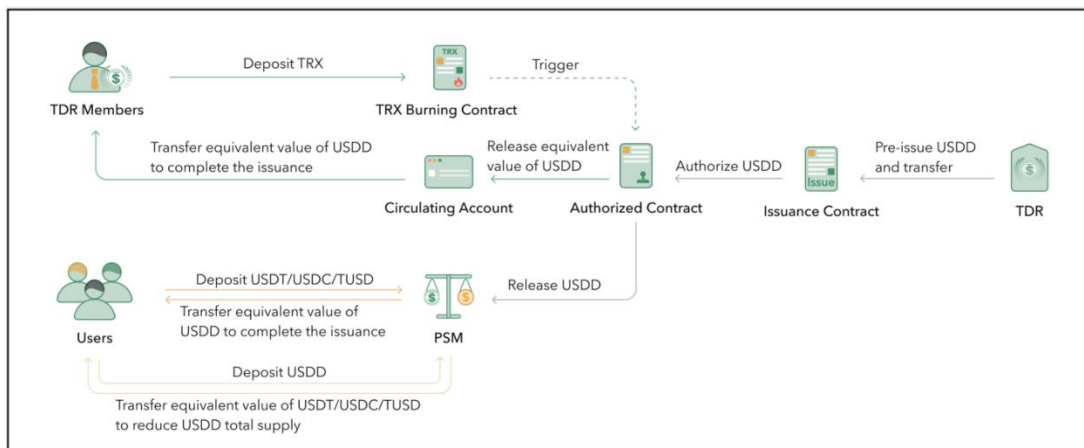 TRX
Deposit TRX
Trigger
TDR Members
TRX Burning Contract
Transfer equivalent value of USDD
to complete the issuance
Release equivalent
value of USDD
Authorize USDD
Pre-issue USDD
and transfer
Issue
Circulating Account
Authorized Contract
Issuance Contract
TDR
Deposit USDT/USDC/TUSD
Release USDD
Transfer equivalent value of
USDD to complete the issuance
Users
PSM
Deposit USDD
Transfer equivalent value of USDT/USDC/TUSD
to reduce USDD total supply